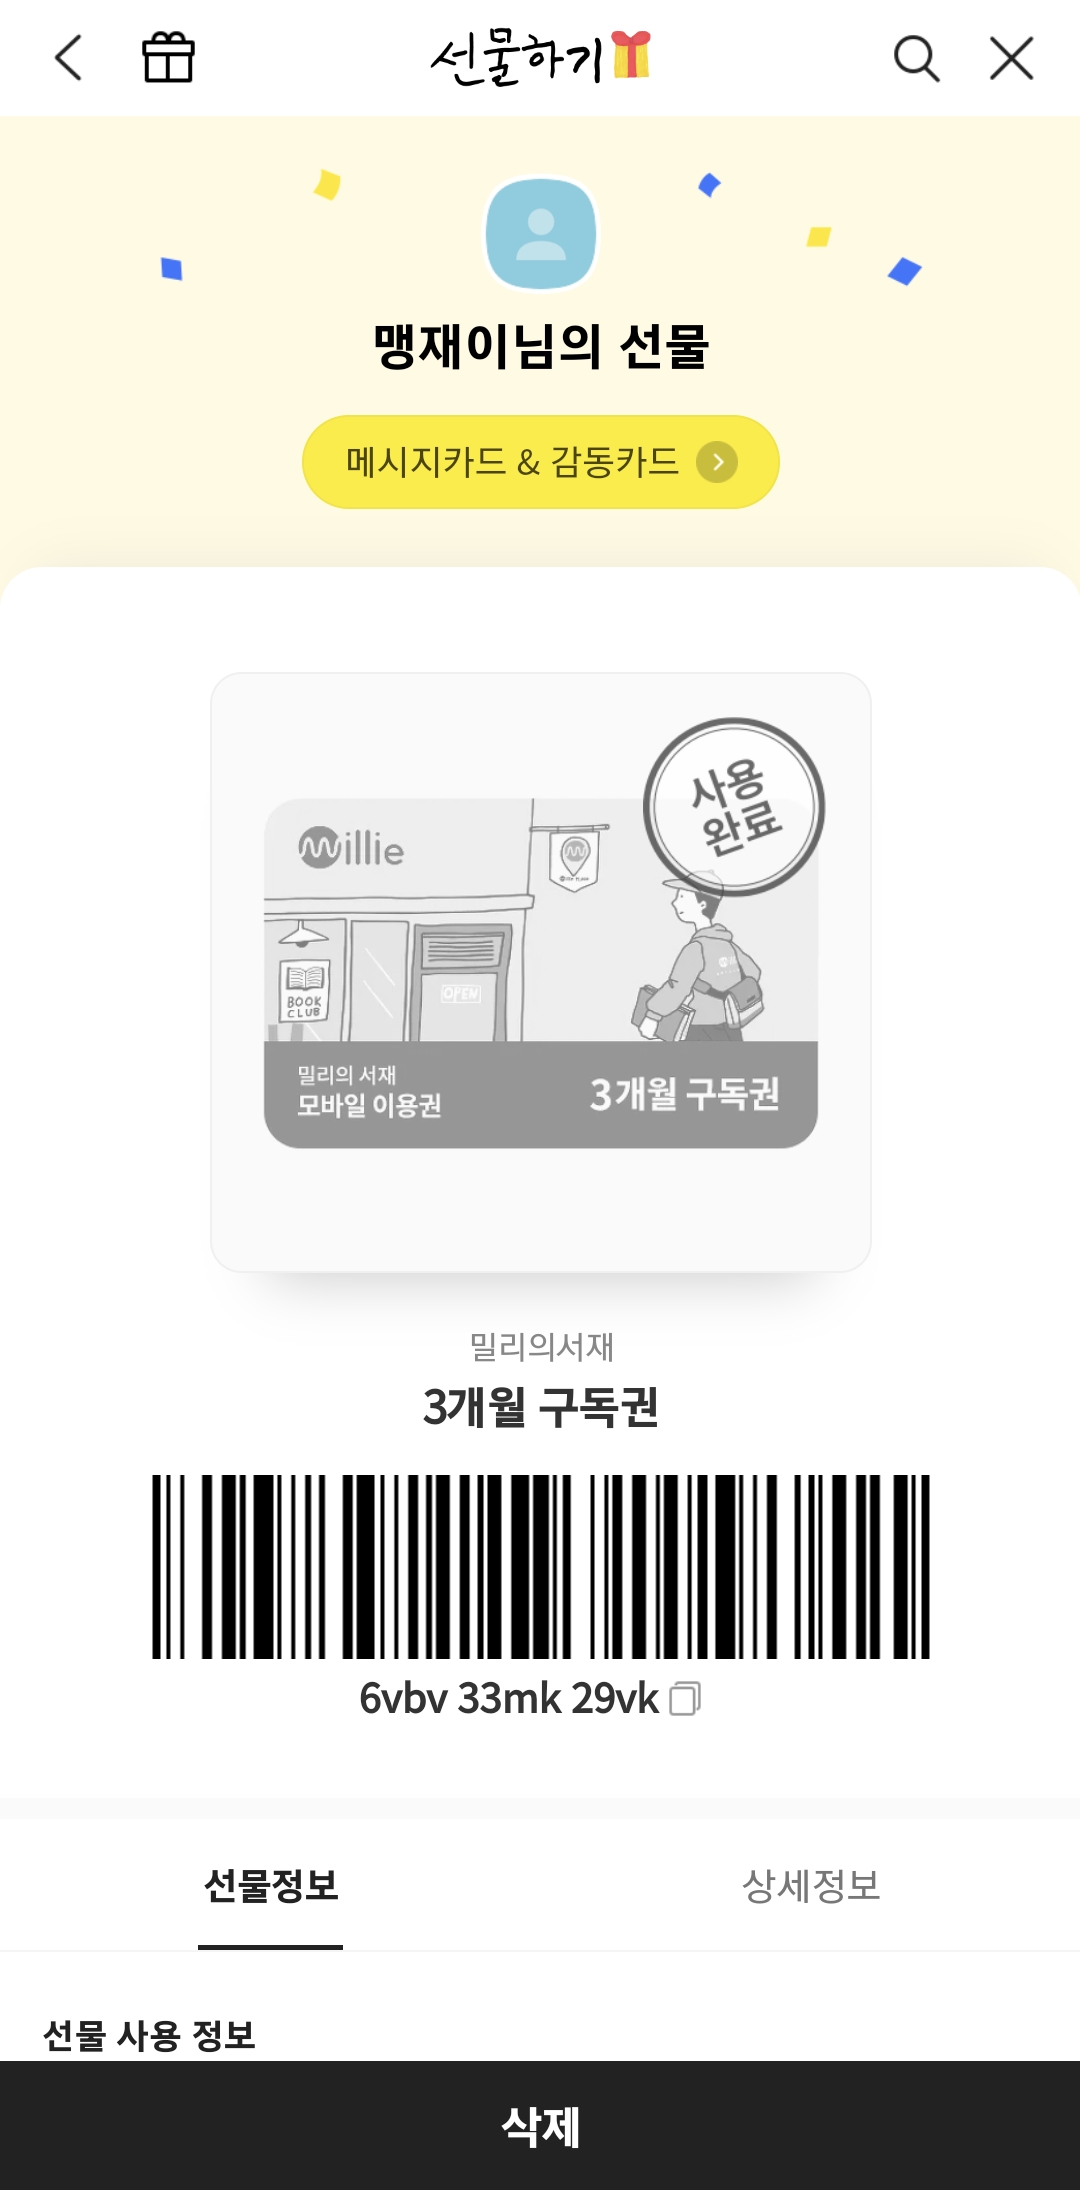 선물하기
맹재이님의 선물
메시지카드 & 감동카드
사용
완료
millie
BOOK
CLUB
OPEN
밀리의 서재
모바일 이용권
3개월 구독권
밀리의서재
3개월 구독권
6vbv 33mk 29vk
선물정보
상세정보
선물 사용 정보
삭제